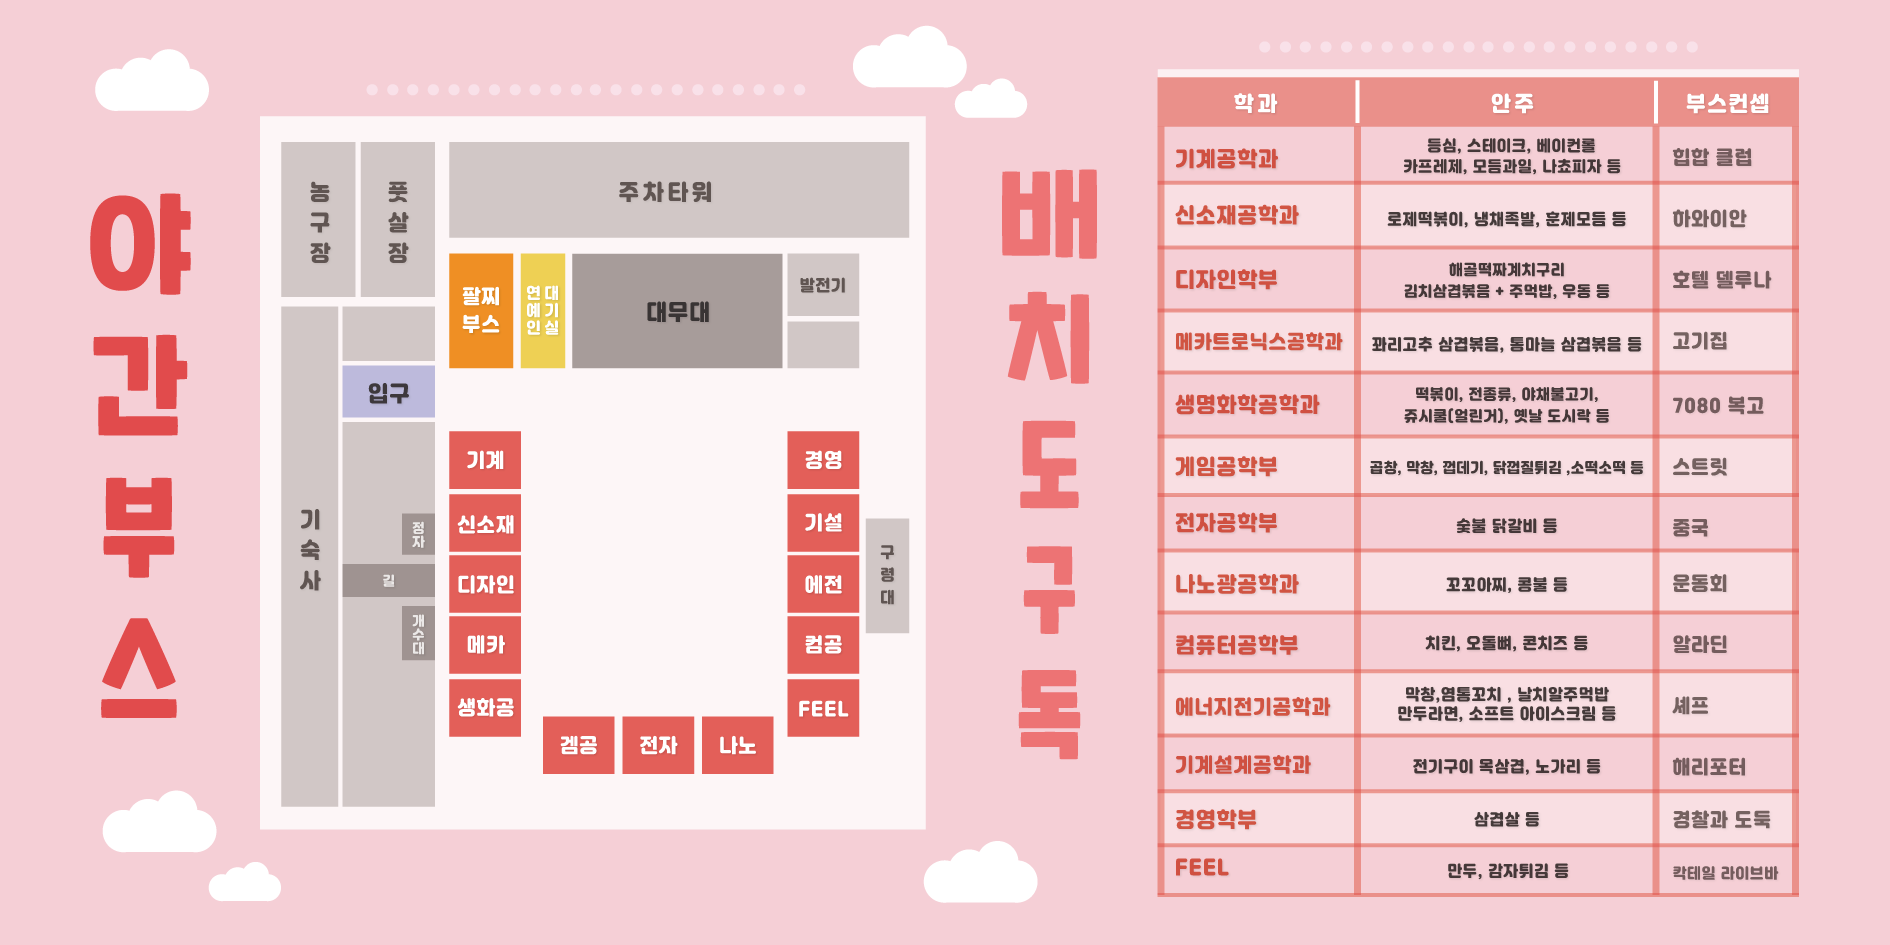 야간부스
배치도구독
농구장
풋살장
주차타워
팔찌
부스
연예인
대기실
대무대
발전기
입구
기숙사
정자
길
개수대
구령대
기계
신소재
디자인
메카
생화공
겜공
전자
나노
경영
기설
에전
컴공
FEEL
학과 안주 부스컨셉
기계공학과
등심, 스테이크, 베이컨롤
카프레제, 모듬과일, 나쵸피자 등
힙합 클럽
신소재공학과
로제떡볶이, 냉채족발, 훈제모듬 등
하와이안
디자인학부
해골떡짜계치구리
김치삼겹볶음 + 주먹밥, 우동 등
호텔 델루나
메카트로닉스공학과
꽈리고추 삼겹볶음, 통마늘 삼겹볶음 등
고기집
생명화학공학과
떡볶이, 전종류, 야채불고기,
쥬시쿨(얼린거), 옛날 도시락 등
7080 복고
게임공학부
곱창, 막창, 껍데기, 닭껍질튀김 ,소떡소떡 등
스트릿
전자공학부
숯불 닭갈비 등
중국
나노광공학과
꼬꼬아찌, 콩불 등
운동회
컴퓨터공학부
치킨, 오돌뼈, 콘치즈 등
알라딘
에너지전기공학과
막창,염통꼬치 , 날치알주먹밥
만두라면, 소프트 아이스크림 등
셰프
기계설계공학과
전기구이 목삼겹, 노가리 등
해리포터
경영학부
삼겹살 등
경찰과 도둑
FEEL
만두, 감자튀김 등
칵테일 라이브바